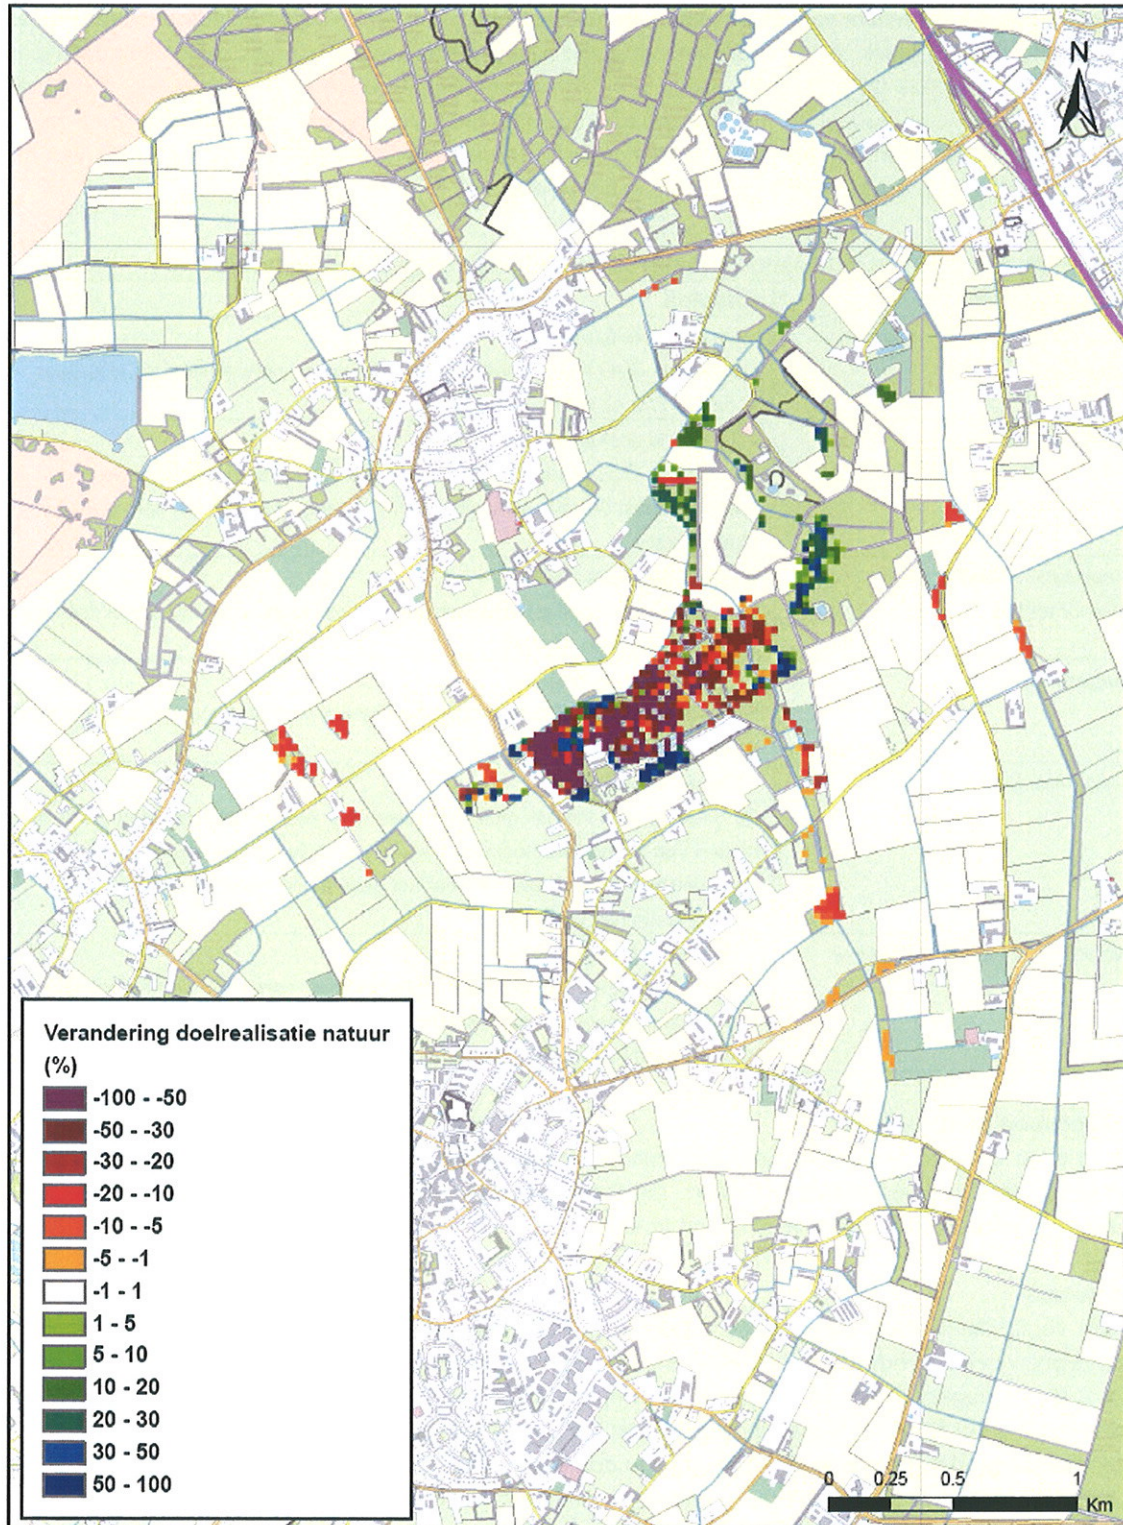 N
Verandering doelrealisatie natuur
(%)
-100 - -50
-50 - -30
-30 - -20
-20 - -10
-10 - -5
-5 - -1
-1 - 1
1 - 5
5 - 10
10 - 20
20 - 30
30 - 50
50 - 100
0 0.25 0.5 1
Km